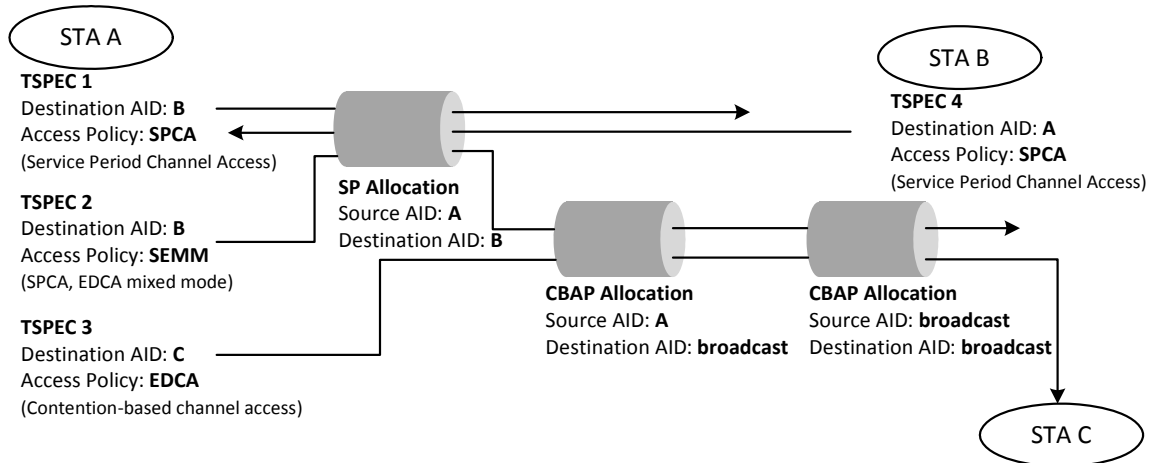 STA A
TSPEC 1
Destination AID: B
Access Policy: SPCA
(Service Period Channel Access)
TSPEC 2
Destination AID: B
Access Policy: SEMM
(SPCA, EDCA mixed mode)
TSPEC 3
Destination AID: C
Access Policy: EDCA
(Contention-based channel access)
SP Allocation
Source AID: A
Destination AID: B
CBAP Allocation
Source AID: A
Destination AID: broadcast
CBAP Allocation
Source AID: broadcast
Destination AID: broadcast
STA B
TSPEC 4
Destination AID: A
Access Policy: SPCA
(Service Period Channel Access)
STA C